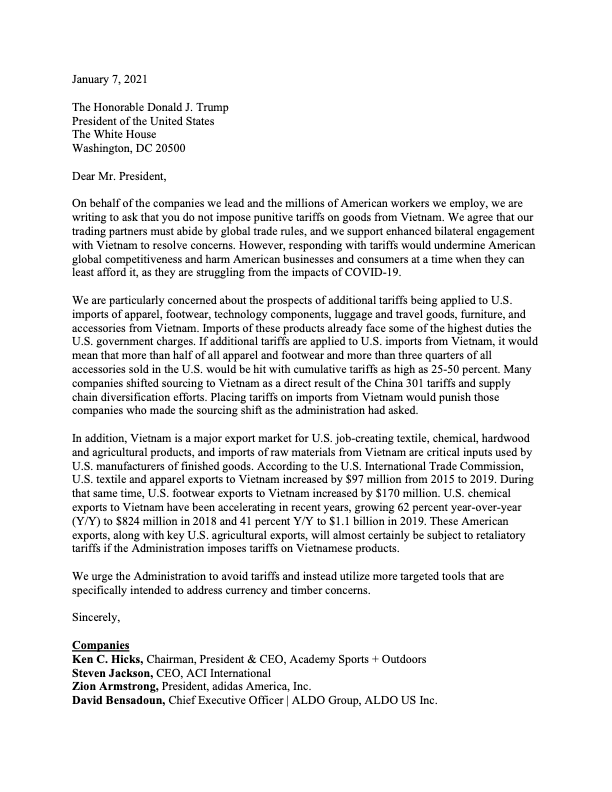 January 7, 2021
The Honorable Donald J. Trump
President of the United States
The White House
Washington, DC 20500
Dear Mr. President,
On behalf of the companies we lead and the millions of American workers we employ, we are
writing to ask that you do not impose punitive tariffs on goods from Vietnam. We agree that our
trading partners must abide by global trade rules, and we support enhanced bilateral engagement
with Vietnam to resolve concerns. However, responding with tariffs would undermine American
global competitiveness and harm American businesses and consumers at a time when they can
least afford it, as they are struggling from the impacts of COVID-19.
We are particularly concerned about the prospects of additional tariffs being applied to U.S.
imports of apparel, footwear, technology components, luggage and travel goods, furniture, and
accessories from Vietnam. Imports of these products already face some of the highest duties the
U.S. government charges. If additional tariffs are applied to U.S. imports from Vietnam, it would
mean that more than half of all apparel and footwear and more than three quarters of all
accessories sold in the U.S. would be hit with cumulative tariffs as high as 25-50 percent. Many
companies shifted sourcing to Vietnam as a direct result of the China 301 tariffs and supply
chain diversification efforts. Placing tariffs on imports from Vietnam would punish those
companies who made the sourcing shift as the administration had asked.
In addition, Vietnam is a major export market for U.S. job-creating textile, chemical, hardwood
and agricultural products, and imports of raw materials from Vietnam are critical inputs used by
U.S. manufacturers of finished goods. According to the U.S. International Trade Commission,
U.S. textile and apparel exports to Vietnam increased by $97 million from 2015 to 2019. During
that same time, U.S. footwear exports to Vietnam increased by $170 million. U.S. chemical
exports to Vietnam have been accelerating in recent years, growing 62 percent year-over-year
(Y/Y) to $824 million in 2018 and 41 percent Y/Y to $1.1 billion in 2019. These American
exports, along with key U.S. agricultural exports, will almost certainly be subject to retaliatory
tariffs if the Administration imposes tariffs on Vietnamese products.
We urge the Administration to avoid tariffs and instead utilize more targeted tools that are
specifically intended to address currency and timber concerns.
Sincerely,
Companies
Ken C. Hicks, Chairman, President & CEO, Academy Sports + Outdoors
Steven Jackson, CEO, ACI International
Zion Armstrong, President, adidas America, Inc.
David Bensadoun, Chief Executive Officer | ALDO Group, ALDO US Inc.